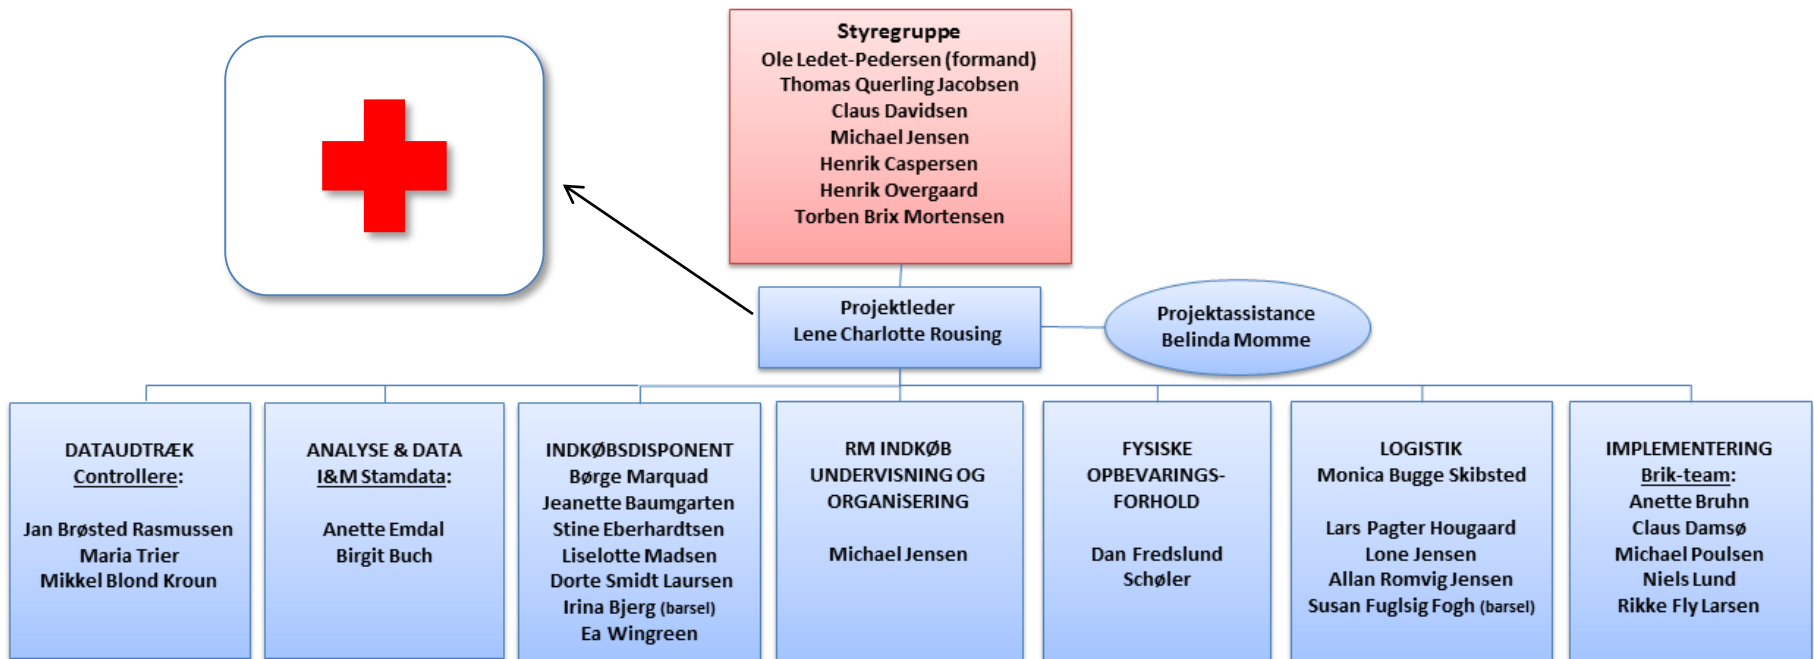 Styregruppe
Ole Ledet-Pedersen (formand)
Thomas Querling Jacobsen
Claus Davidsen
Michael Jensen
Henrik Caspersen
Henrik Overgaard
Torben Brix Mortensen
Projektleder
Lene Charlotte Rousing
Projektassistance
Belinda Momme
DATAUDTRÆK
Controllere:
Jan Brøsted Rasmussen
Maria Trier
Mikkel Blond Kroun
ANALYSE & DATA
I&M Stamdata:
Anette Emdal
Birgit Buch
INDKØBSDISPONENT
Børge Marquad
Jeanette Baumgarten
Stine Eberhardtsen
Liselotte Madsen
Dorte Smidt Laursen
Irina Bjerg (barsel)
Ea Wingreen
RM INDKØB
UNDERVISNING OG
ORGANiSERING
Michael Jensen
FYSISKE
OPBEVARINGS-
FORHOLD
Dan Fredslund
Schøler
LOGISTIK
Monica Bugge Skibsted
Lars Pagter Hougaard
Lone Jensen
Allan Romvig Jensen
Susan Fuglsig Fogh (barsel)
IMPLEMENTERING
Brik-team:
Anette Bruhn
Claus Damsø
Michael Poulsen
Niels Lund
Rikke Fly Larsen